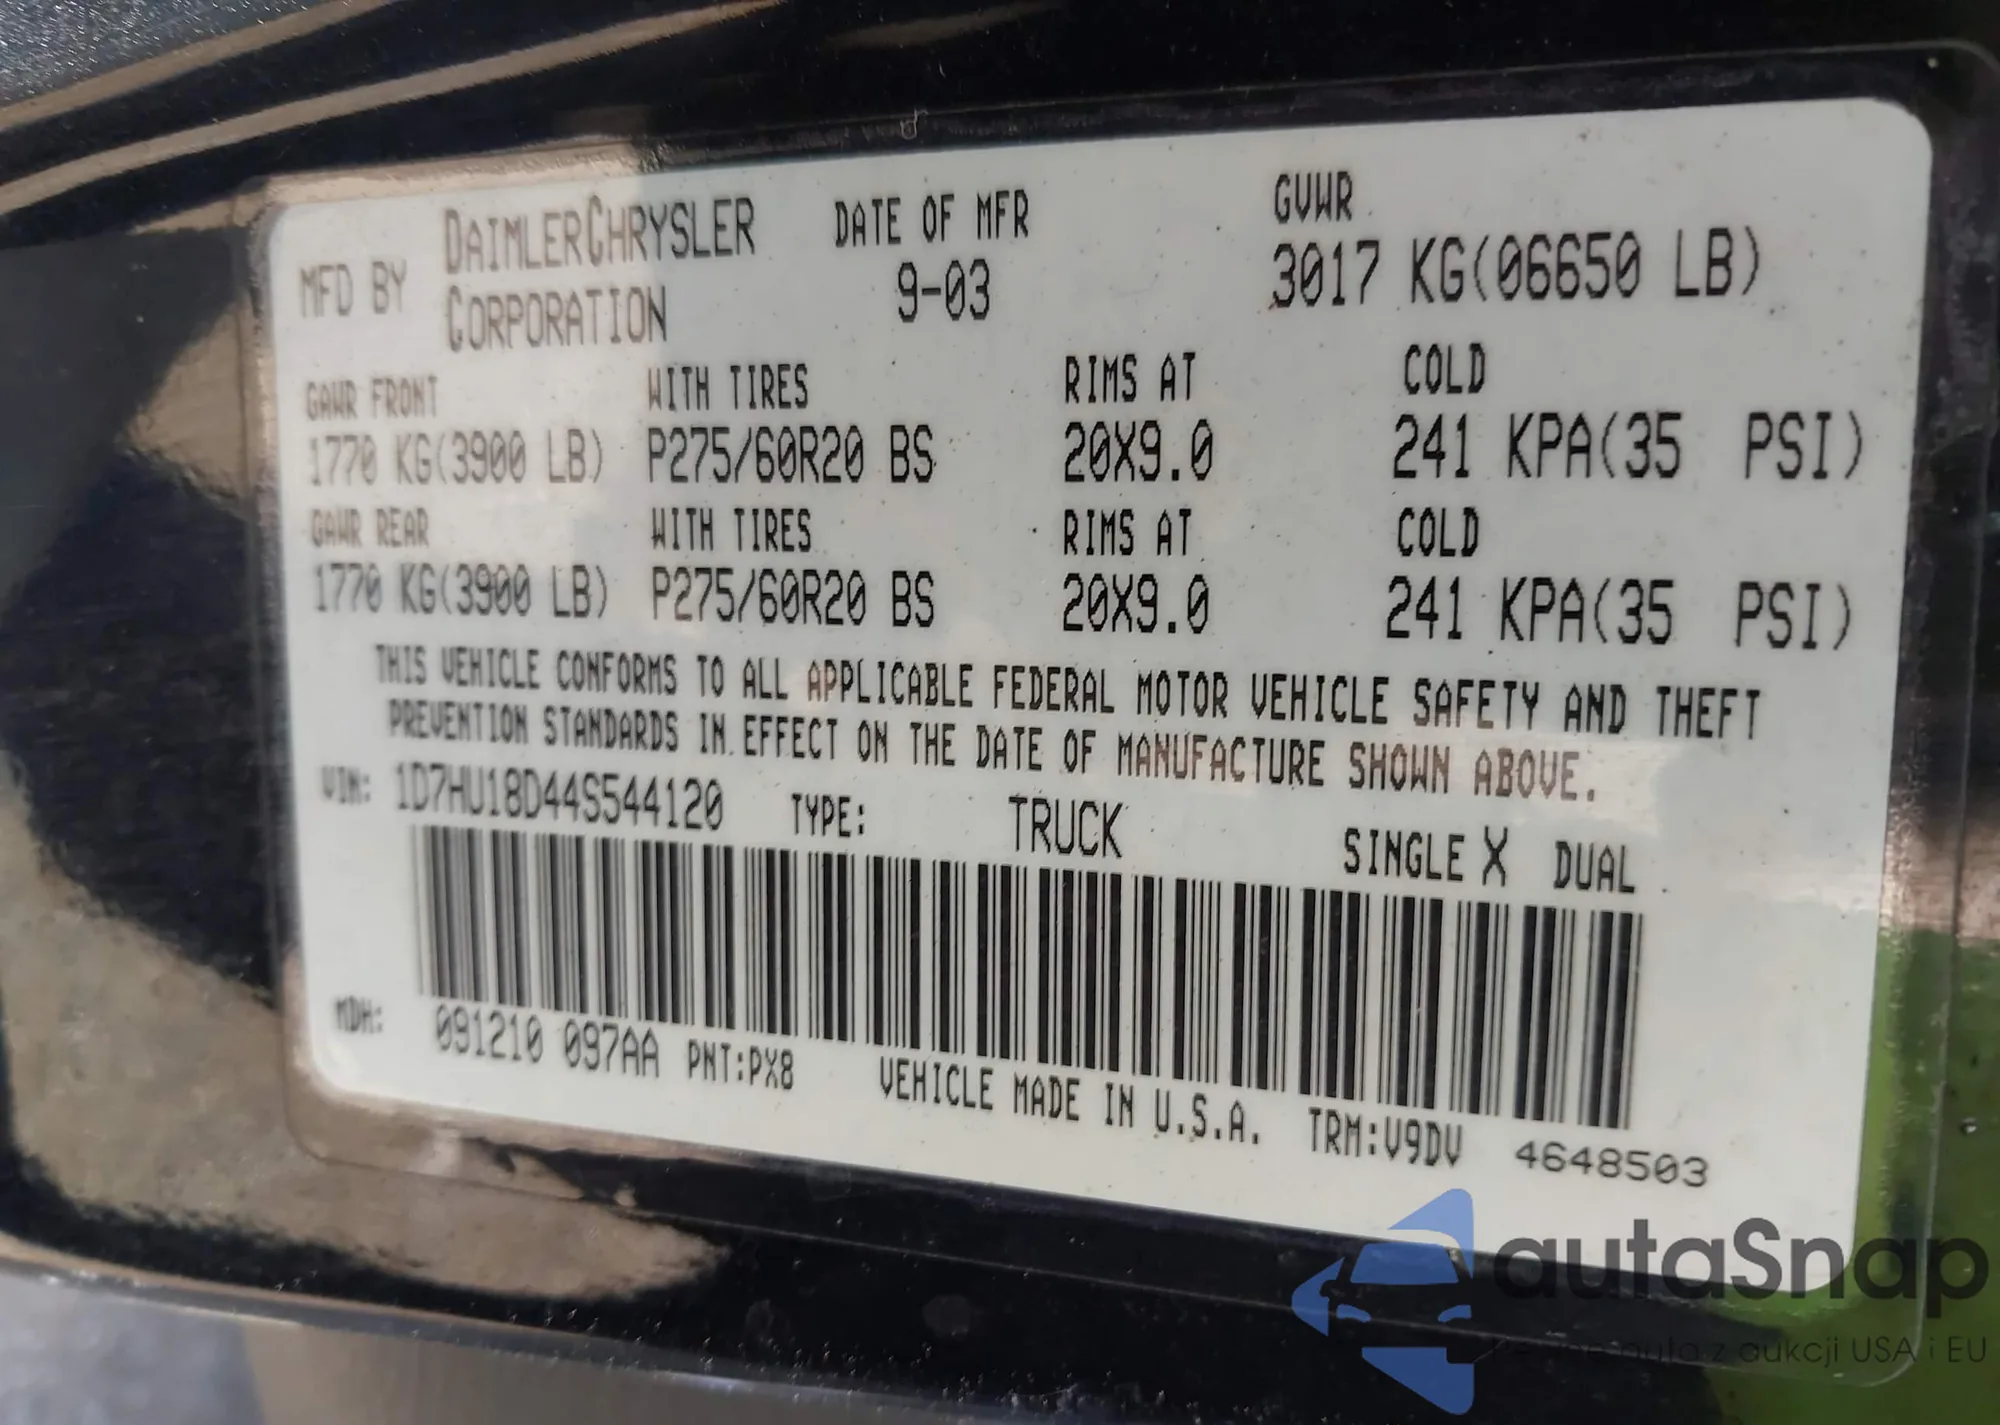 MFD BY DAIMLERCHRYSLER CORPORATION DATE OF MFR 9-03 GVWR 3017 KG(06650 LB)
GAWR FRONT WITH TIRES RIMS AT COLD
1770 KG(3900 LB) P275/60R20 BS 20X9.0 241 KPA(35 PSI)
GAWR REAR WITH TIRES RIMS AT COLD
1770 KG(3900 LB) P275/60R20 BS 20X9.0 241 KPA(35 PSI)
THIS VEHICLE CONFORMS TO ALL APPLICABLE FEDERAL MOTOR VEHICLE SAFETY AND THEFT
PREVENTION STANDARDS IN EFFECT ON THE DATE OF MANUFACTURE SHOWN ABOVE.
VIN: 1D7HU18D44S544120 TYPE: TRUCK SINGLE X DUAL
MDH: 091210 097AA PNT:PX8 VEHICLE MADE IN U.S.A. TRM:V9DV 4648503
autaSnap
auta z aukcji USA i EU